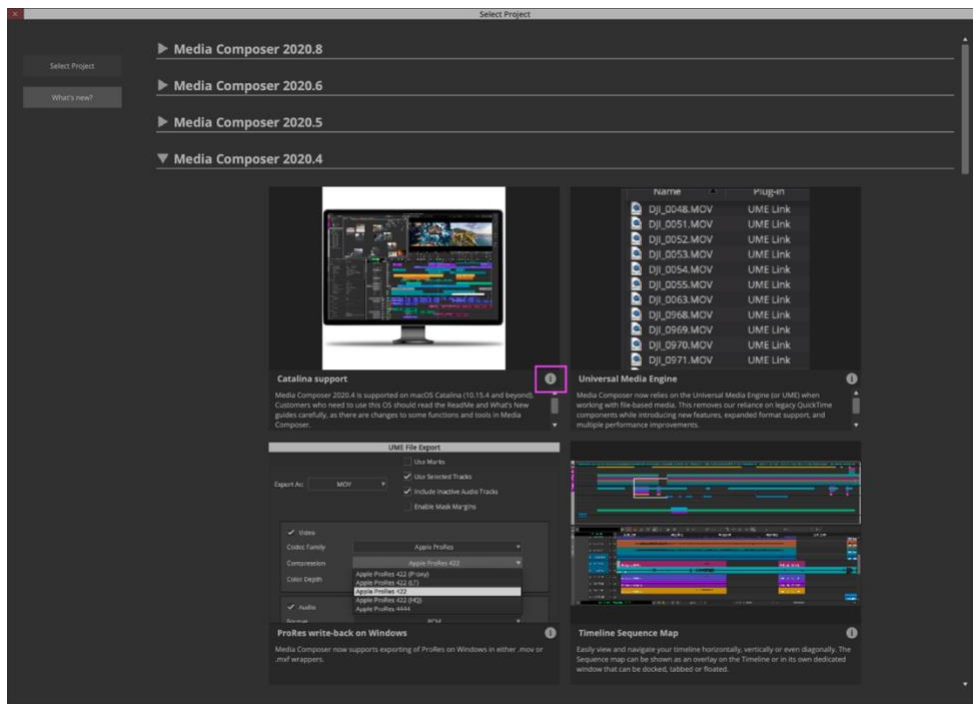 Select Project
Select Project
What's new?
Media Composer 2020.8
Media Composer 2020.6
Media Composer 2020.5
Media Composer 2020.4
Name Plug-in
DJI_0048.MOV UME Link
DJI_0051.MOV UME Link
DJI_0052.MOV UME Link
DJI_0053.MOV UME Link
DJI_0054.MOV UME Link
DJI_0055.MOV UME Link
DJI_0063.MOV UME Link
DJI_0968.MOV UME Link
DJI_0969.MOV UME Link
DJI_0970.MOV UME Link
DJI_0971.MOV UME Link
Catalina support
Media Composer 2020.4 is supported on macOS Catalina (10.15.4 and beyond).
Customers who need to use this OS should read the ReadMe and What's New
guides carefully, as there are changes to some functions and tools in Media
Composer.
Universal Media Engine
Media Composer now relies on the Universal Media Engine (or UME) when
working with file-based media. This removes our reliance on legacy QuickTime
components while introducing new features, expanded format support, and
multiple performance improvements.
UME File Export
Use Marks
Use Selected Tracks
Export As: MOV
Include Inactive Audio Tracks
Enable Mask Margins
Video
Codec Family Apple ProRes
Compression Apple ProRes 422
Color Depth
Apple ProRes 422 (Proxy)
Apple ProRes 422 (LT)
Apple ProRes 422
Apple ProRes 422 (HQ)
Apple ProRes 4444
Audio
Format PCM
ProRes write-back on Windows
Media Composer now supports exporting of ProRes on Windows in either .mov or
.mxf wrappers.
Timeline Sequence Map
Easily view and navigate your timeline horizontally, vertically or even diagonally. The
Sequence map can be shown as an overlay on the Timeline or in its own dedicated
window that can be docked, tabbed or floated.